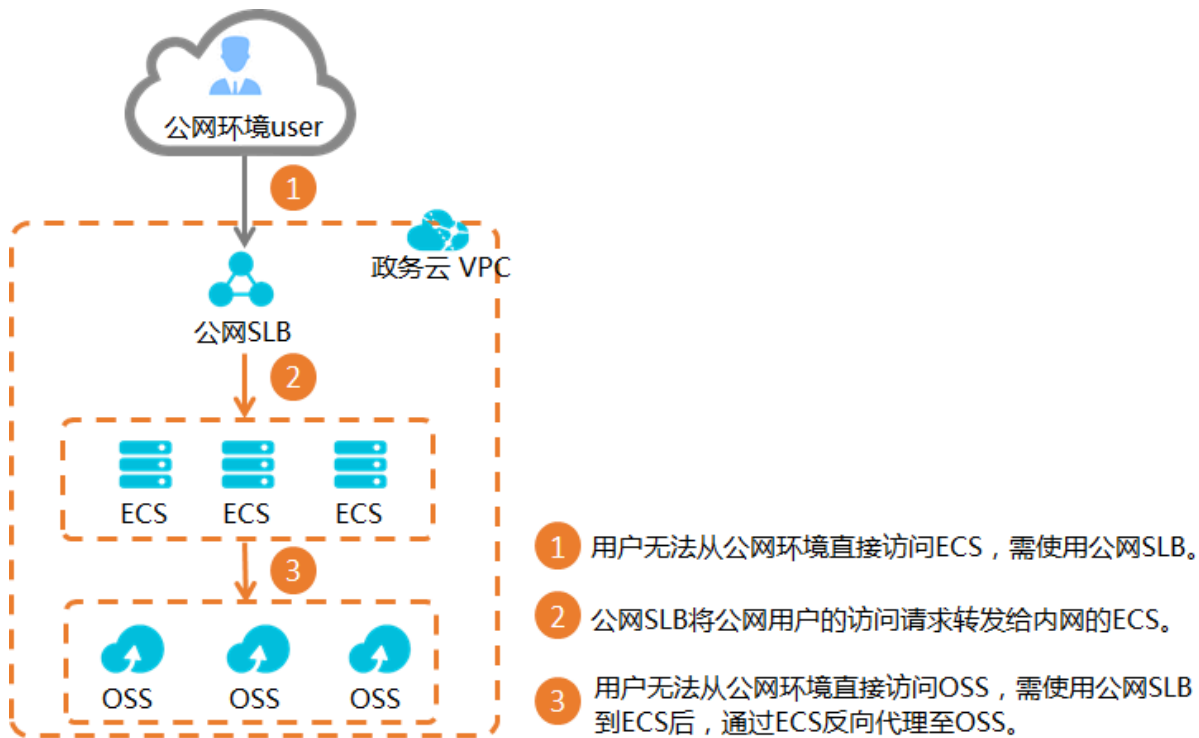 公网环境user
1
政务云 VPC
公网SLB
2
ECS ECS ECS
3
OSS OSS OSS
1 用户无法从公网环境直接访问ECS，需使用公网SLB。
2 公网SLB将公网用户的访问请求转发给内网的ECS。
3 用户无法从公网环境直接访问OSS，需使用公网SLB
到ECS后，通过ECS反向代理至OSS。